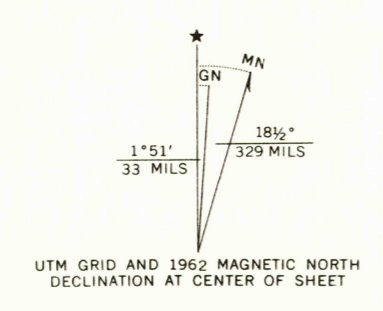 ★
MN
GN
1°51′
33 MILS
18½°
329 MILS
UTM GRID AND 1962 MAGNETIC NORTH
DECLINATION AT CENTER OF SHEET